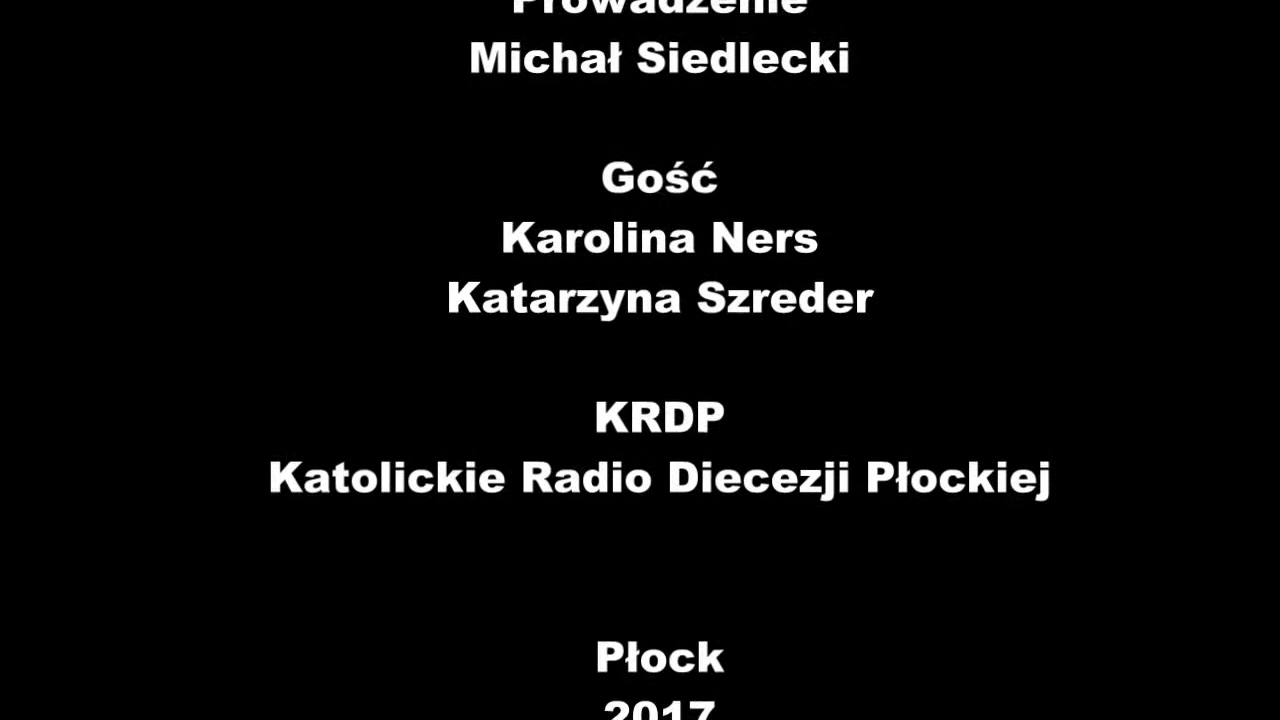 Prowadzenie
Michał Siedlecki
Gość
Karolina Ners
Katarzyna Szreder
KRDP
Katolickie Radio Diecezji Płockiej
Płock
2017